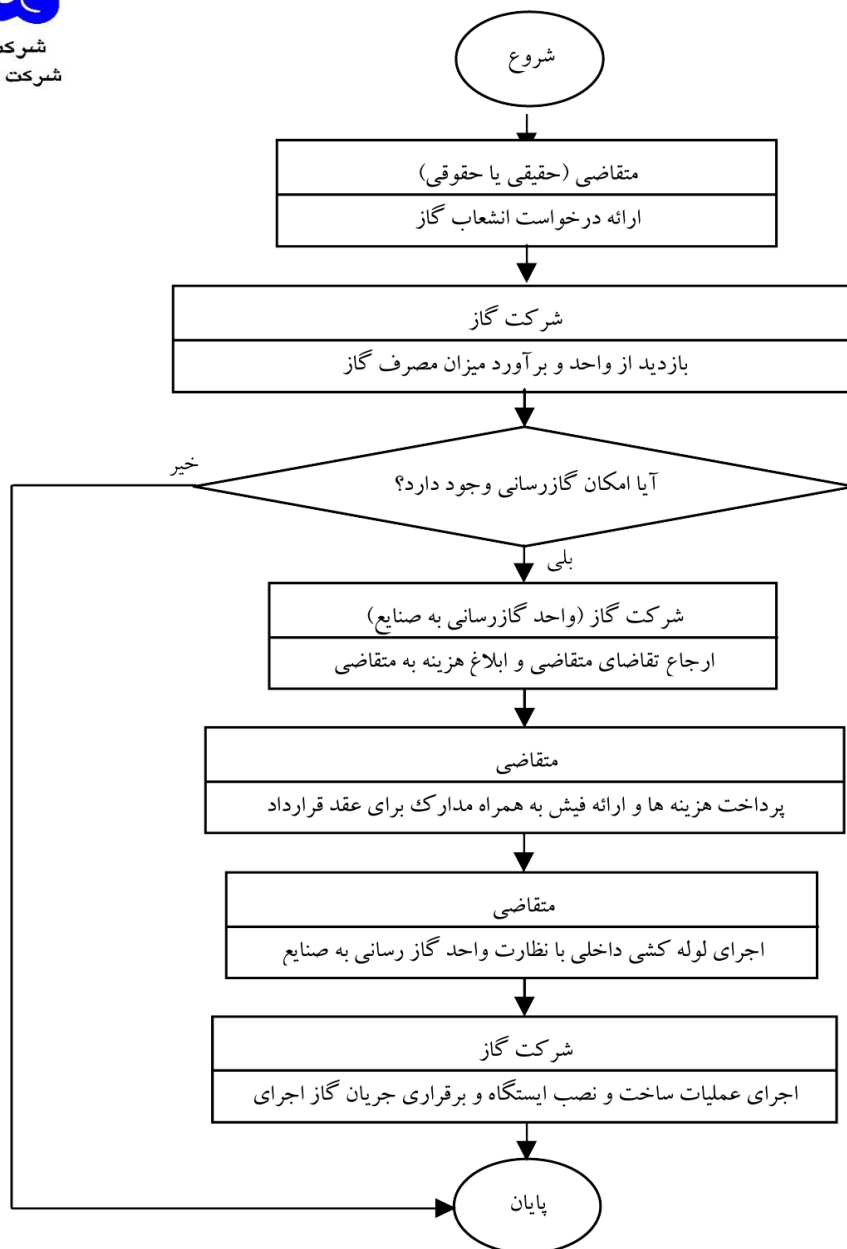 شرکت
شرکت
شروع
متقاضی (حقیقی یا حقوقی)
ارائه درخواست انشعاب گاز
شرکت گاز
بازدید از واحد و برآورد میزان مصرف گاز
خیر
آیا امکان گازرسانی وجود دارد؟
بلی
شرکت گاز (واحد گازرسانی به صنایع)
ارجاع تقاضای متقاضی و ابلاغ هزینه به متقاضی
متقاضی
پرداخت هزینه ها و ارائه فیش به همراه مدارک برای عقد قرارداد
متقاضی
اجرای لوله کشی داخلی با نظارت واحد گاز رسانی به صنایع
شرکت گاز
اجرای عملیات ساخت و نصب ایستگاه و برقراری جریان گاز اجرای
پایان